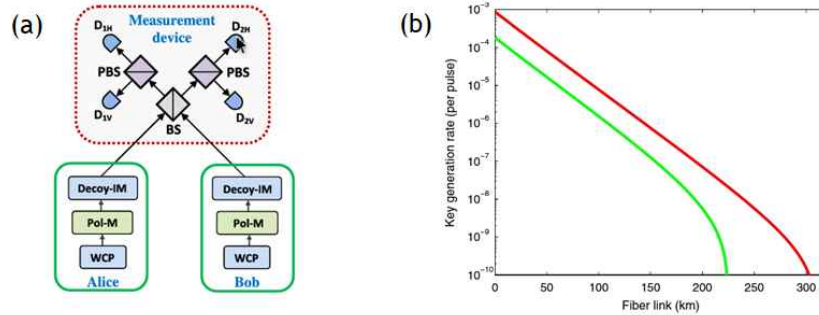 (a)
Measurement
device
D1H
D2H
PBS
PBS
D1V
D2V
BS
Decoy-IM
Decoy-IM
Pol-M
Pol-M
WCP
WCP
Alice
Bob
(b)
Key generation rate (per pulse)
10⁻³
10⁻⁴
10⁻⁵
10⁻⁶
10⁻⁷
10⁻⁸
10⁻⁹
10⁻¹⁰
0 50 100 150 200 250 300
Fiber link (km)